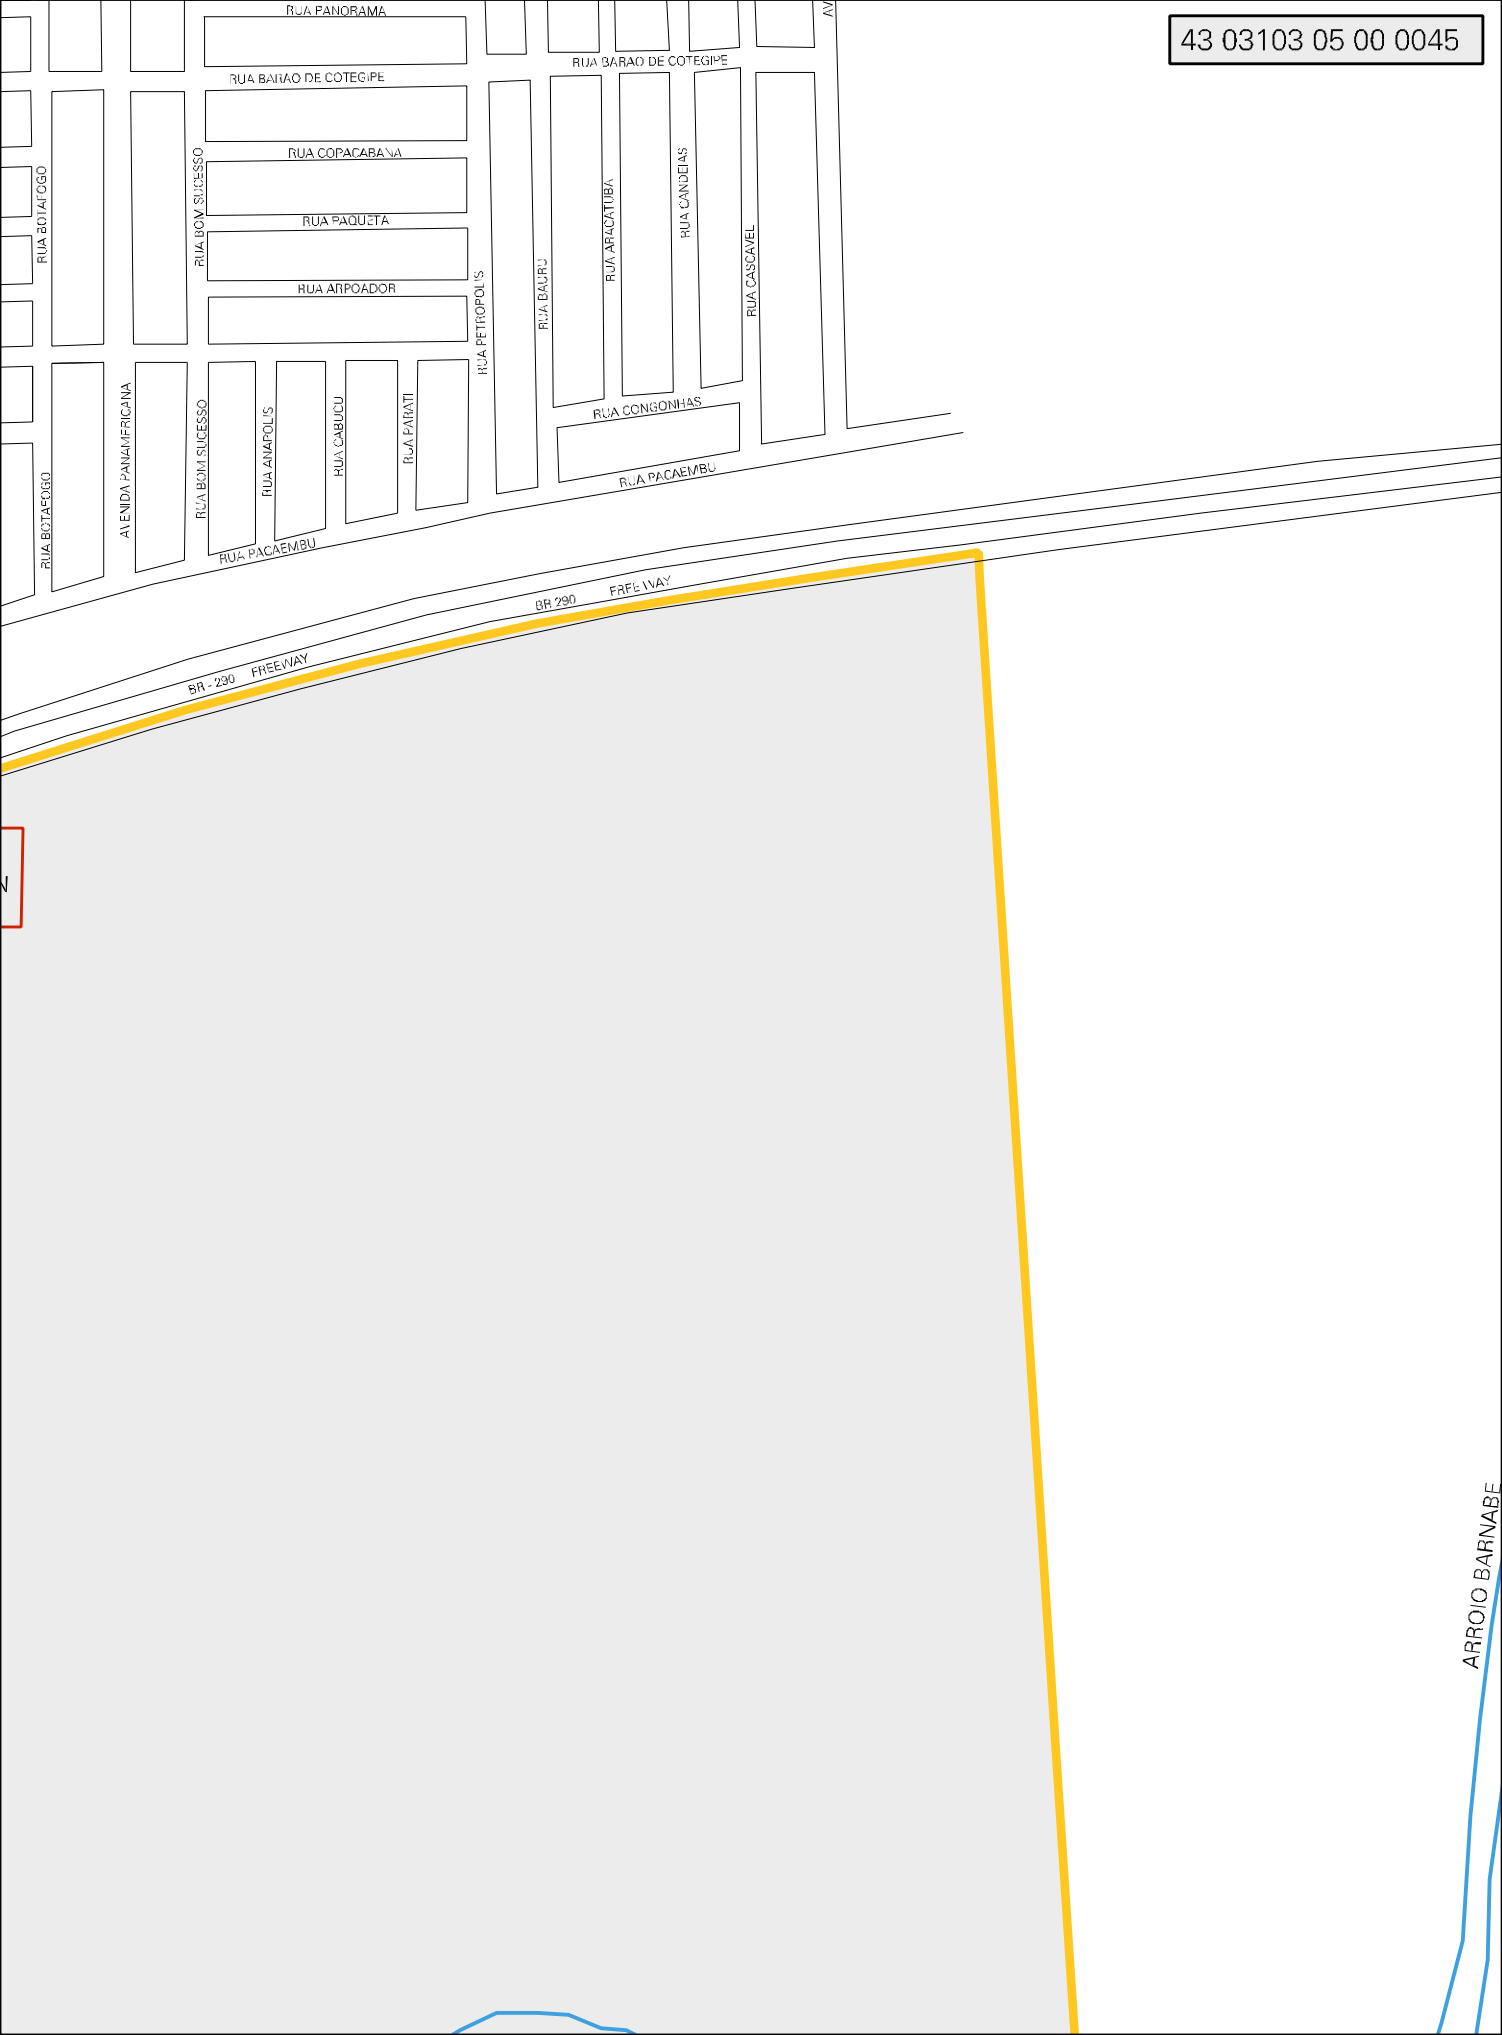 RUA PANORAMA
43 03103 05 00 0045
RUA BARAO DE COTEGIPE
RUA BARAO DE COTEGIPE
AV
RUA COPACABANA
RUA BOTAFOGO
RUA BOM SUCESSO
RUA PAQUETA
RUA ARPOADOR
RUA PETROPOLIS
RUA BAURU
RUA ARACATUBA
RUA CANDEIAS
RUA CASCAVEL
RUA CONGONHAS
RUA PACAEMBU
RUA BOTAFOGO
AVENIDA PANAMERICANA
RUA BOM SUCESSO
RUA ANAPOLIS
RUA CABUCU
RUA PARATI
RUA PACAEMBU
BR 290 FREEWAY
BR - 290 FREEWAY
ARROIO BARNABE